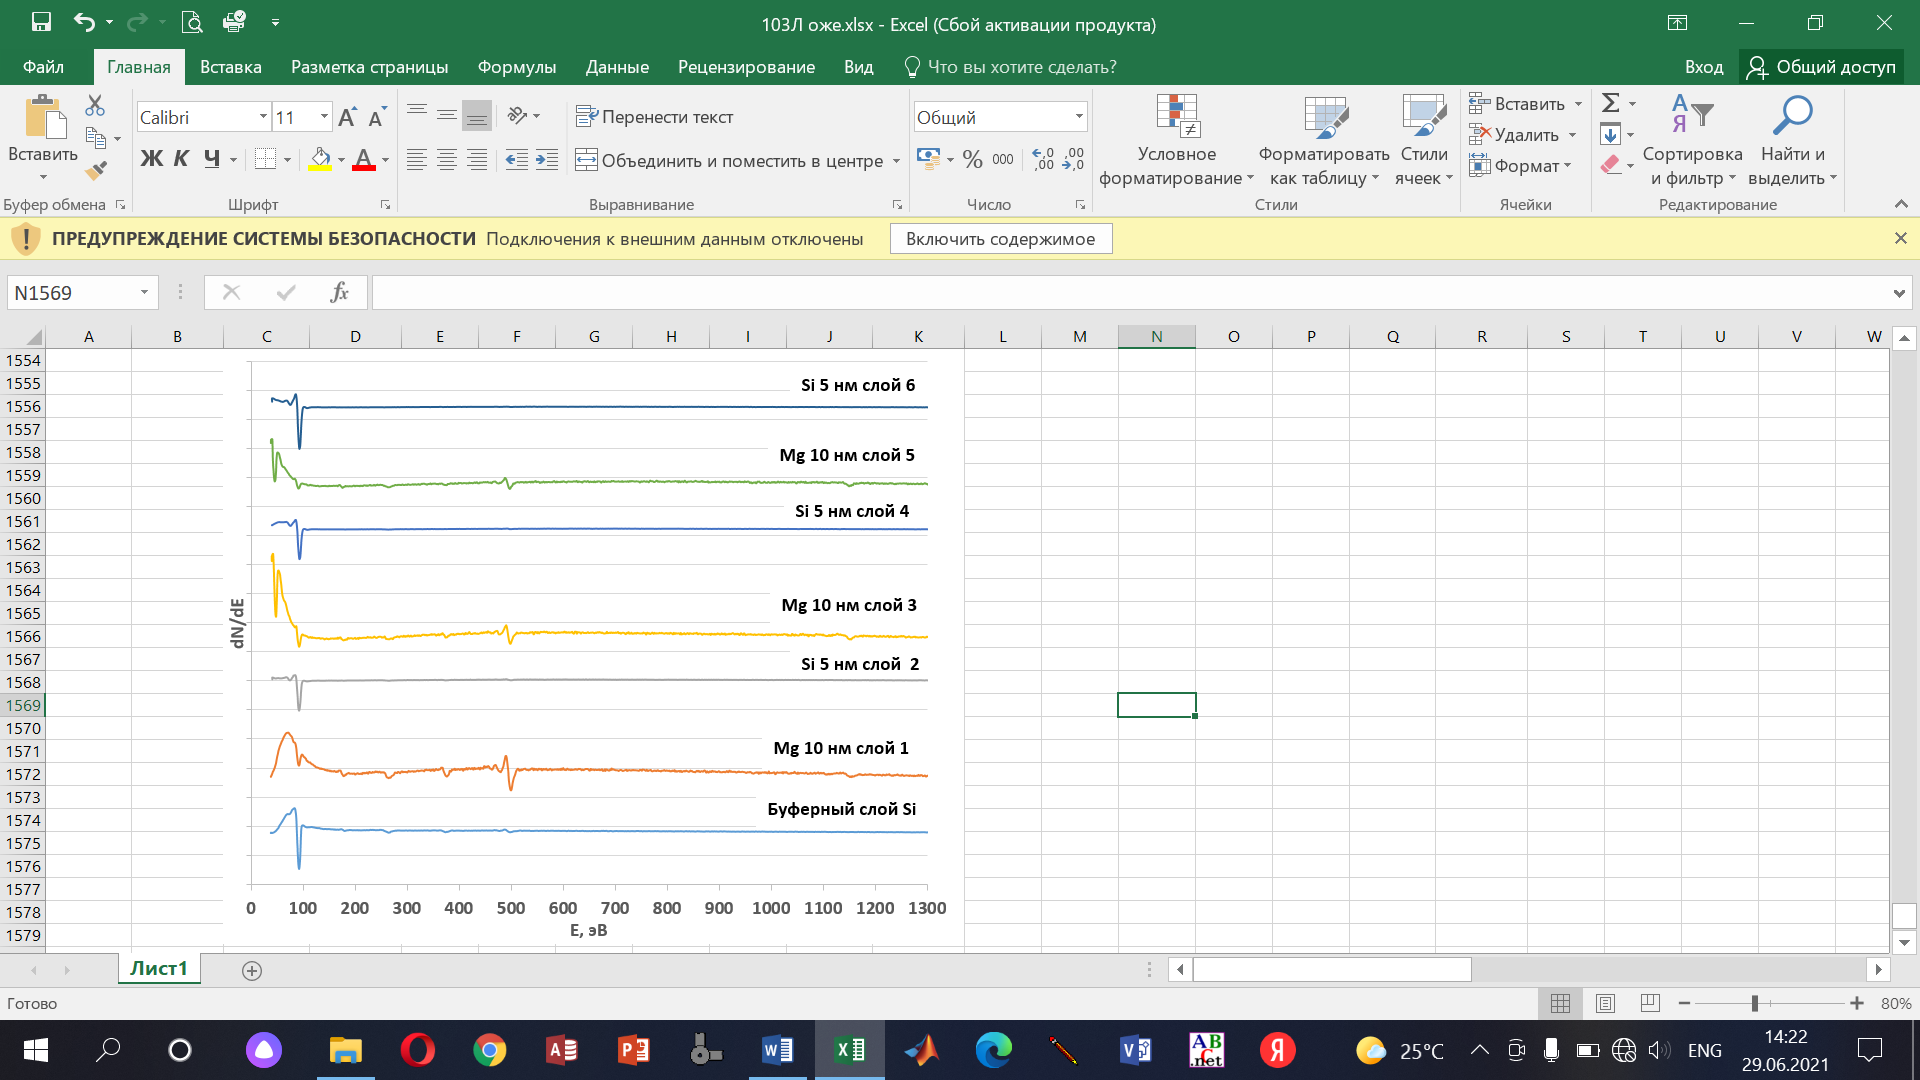 103Л оже.xlsx - Excel (Сбой активации продукта)
Файл Главная Вставка Разметка страницы Формулы Данные Рецензирование Вид Что вы хотите сделать? Вход Общий доступ
Вставить
Буфер обмена
Calibri 11
Ж К Ч
Шрифт
Перенести текст
Объединить и поместить в центре
Выравнивание
Общий
% 000 ,0 ,00 ,00 ,0
Число
Условное форматирование
Форматировать как таблицу
Стили ячеек
Стили
Вставить
Удалить
Формат
Ячейки
Сортировка и фильтр
Найти и выделить
Редактирование
ПРЕДУПРЕЖДЕНИЕ СИСТЕМЫ БЕЗОПАСНОСТИ Подключения к внешним данным отключены Включить содержимое
N1569 fx
A B C D E F G H I J K L M N O P Q R S T U V W
1554
1555
1556
1557
1558
1559
1560
1561
1562
1563
1564
1565
1566
1567
1568
1569
1570
1571
1572
1573
1574
1575
1576
1577
1578
1579
Si 5 нм слой 6
Mg 10 нм слой 5
Si 5 нм слой 4
Mg 10 нм слой 3
Si 5 нм слой 2
Mg 10 нм слой 1
Буферный слой Si
dN/dE
0 100 200 300 400 500 600 700 800 900 1000 1100 1200 1300
E, эВ
Лист1
Готово
80%
25°C
ENG
14:22
29.06.2021